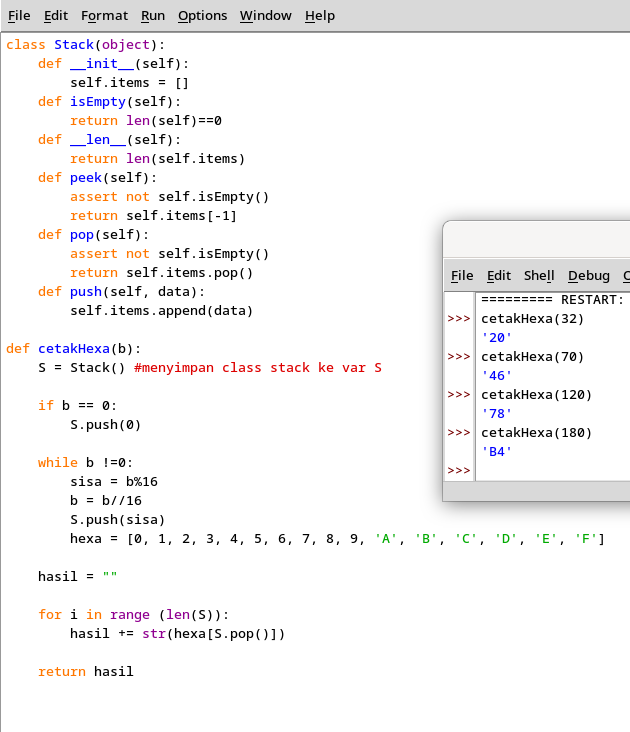 File Edit Format Run Options Window Help
class Stack(object):
    def __init__(self):
        self.items = []
    def isEmpty(self):
        return len(self)==0
    def __len__(self):
        return len(self.items)
    def peek(self):
        assert not self.isEmpty()
        return self.items[-1]
    def pop(self):
        assert not self.isEmpty()
        return self.items.pop()
    def push(self, data):
        self.items.append(data)

def cetakHexa(b):
    S = Stack() #menyimpan class stack ke var S

    if b == 0:
        S.push(0)

    while b !=0:
        sisa = b%16
        b = b//16
        S.push(sisa)
        hexa = [0, 1, 2, 3, 4, 5, 6, 7, 8, 9, 'A', 'B', 'C', 'D', 'E', 'F']

    hasil = ""

    for i in range (len(S)):
        hasil += str(hexa[S.pop()])

    return hasil

File Edit Shell Debug
========= RESTART:
>>> cetakHexa(32)
'20'
>>> cetakHexa(70)
'46'
>>> cetakHexa(120)
'78'
>>> cetakHexa(180)
'B4'
>>>